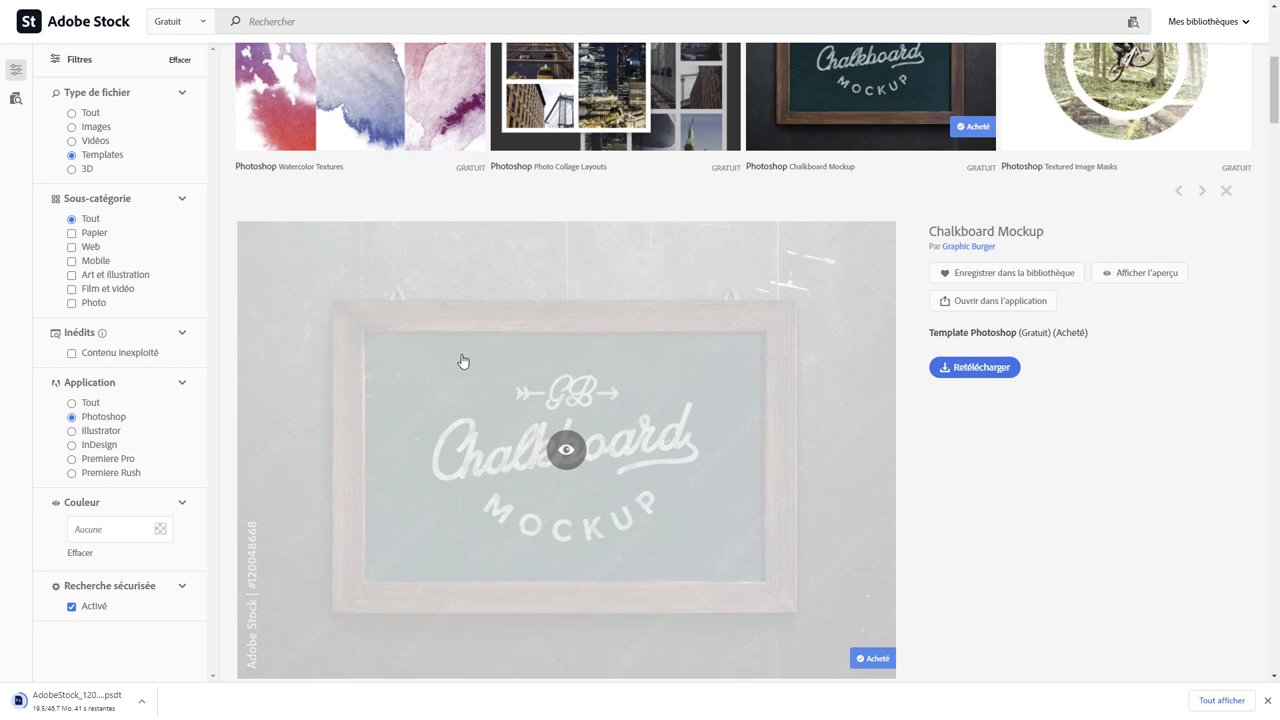 St Adobe Stock
Gratuit
Rechercher
Mes bibliothèques
Filtres
Effacer
Type de fichier
Tout
Images
Vidéos
Templates
3D
Sous-catégorie
Tout
Papier
Web
Mobile
Art et illustration
Film et vidéo
Photo
Inédits
Contenu inexploité
Application
Tout
Photoshop
Illustrator
InDesign
Premiere Pro
Premiere Rush
Couleur
Aucune
Effacer
Recherche sécurisée
Activé
Chalkboard
MOCKUP
Acheté
Photoshop Watercolor Textures
GRATUIT
Photoshop Photo Collage Layouts
GRATUIT
Photoshop Chalkboard Mockup
GRATUIT
Photoshop Textured Image Masks
GRATUIT
GB
Chalkboard
MOCKUP
Adobe Stock | #120048668
Acheté
Chalkboard Mockup
Par Graphic Burger
Enregistrer dans la bibliothèque
Afficher l'aperçu
Ouvrir dans l'application
Template Photoshop (Gratuit) (Acheté)
Retélécharger
AdobeStock_120....psdt
19,5/46,7 Mo, 41 s restantes
Tout afficher